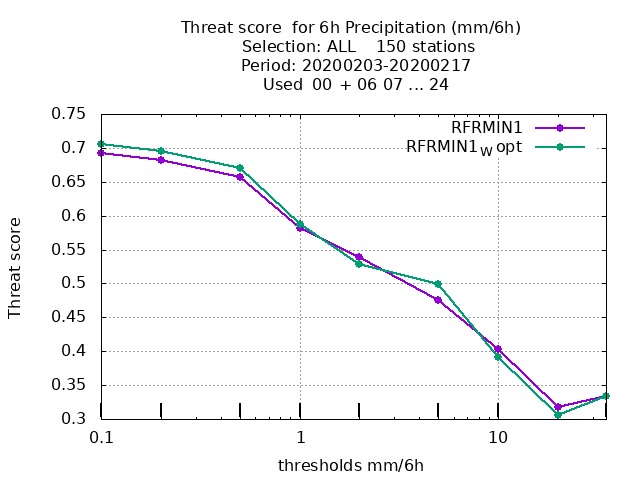 Threat score  for 6h Precipitation (mm/6h)
Selection: ALL    150 stations
Period: 20200203-20200217
Used  00 + 06 07 ... 24
RFRMIN1
RFRMIN1W opt
0.75
0.7
0.65
0.6
0.55
0.5
0.45
0.4
0.35
0.3
Threat score
0.1 1 10
thresholds mm/6h